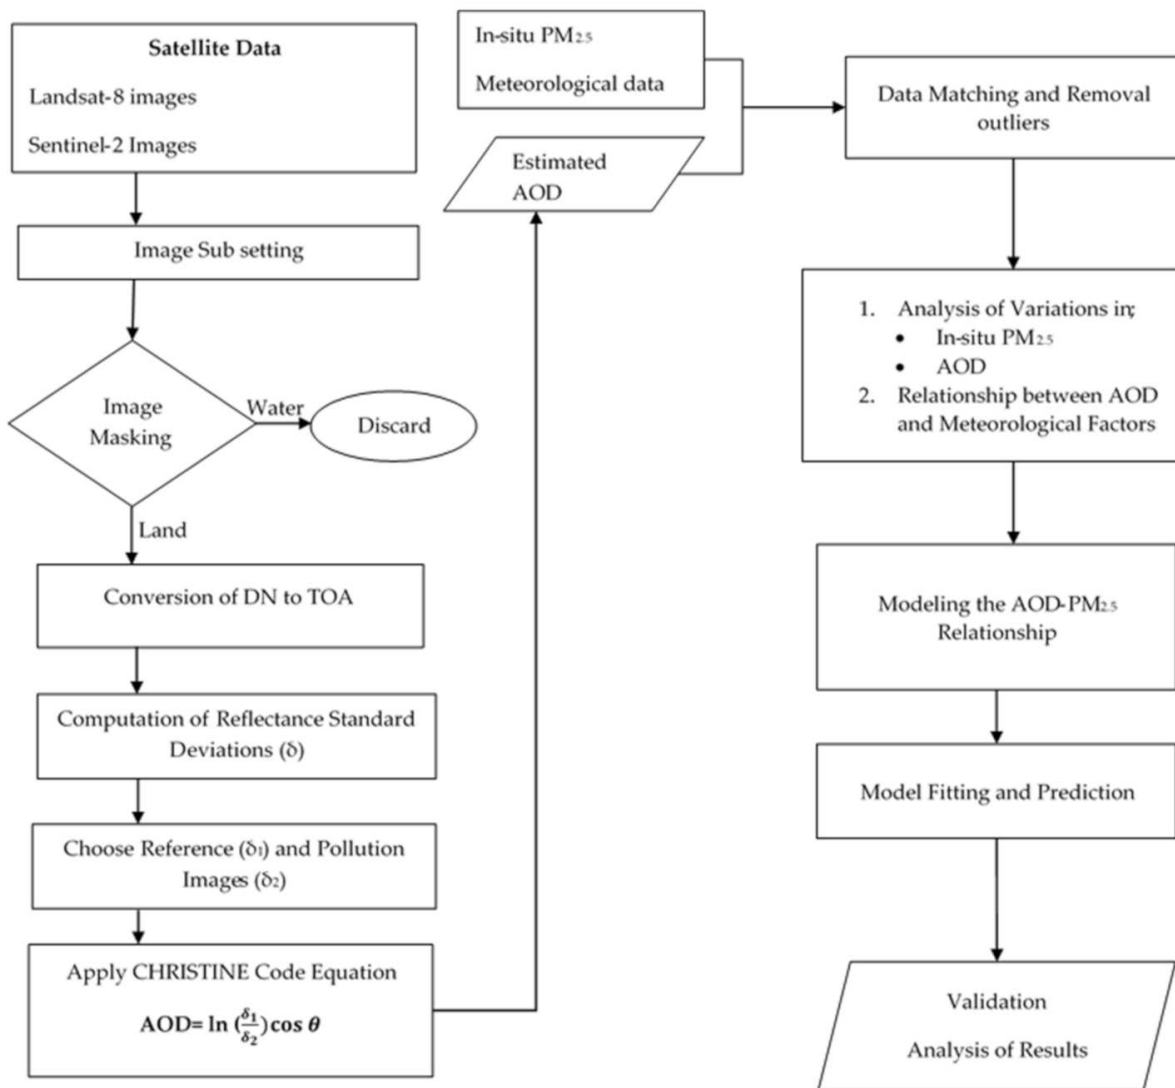 Satellite Data
Landsat-8 images
Sentinel-2 Images
Image Sub setting
Image
Masking
Water
Discard
Land
Conversion of DN to TOA
Computation of Reflectance Standard
Deviations (δ)
Choose Reference (δ₁) and Pollution
Images (δ₂)
Apply CHRISTINE Code Equation
AOD= ln (δ₁/δ₂) cos θ
In-situ PM₂.₅
Meteorological data
Estimated
AOD
Data Matching and Removal
outliers
1. Analysis of Variations in;
• In-situ PM₂.₅
• AOD
2. Relationship between AOD
and Meteorological Factors
Modeling the AOD-PM₂.₅
Relationship
Model Fitting and Prediction
Validation
Analysis of Results